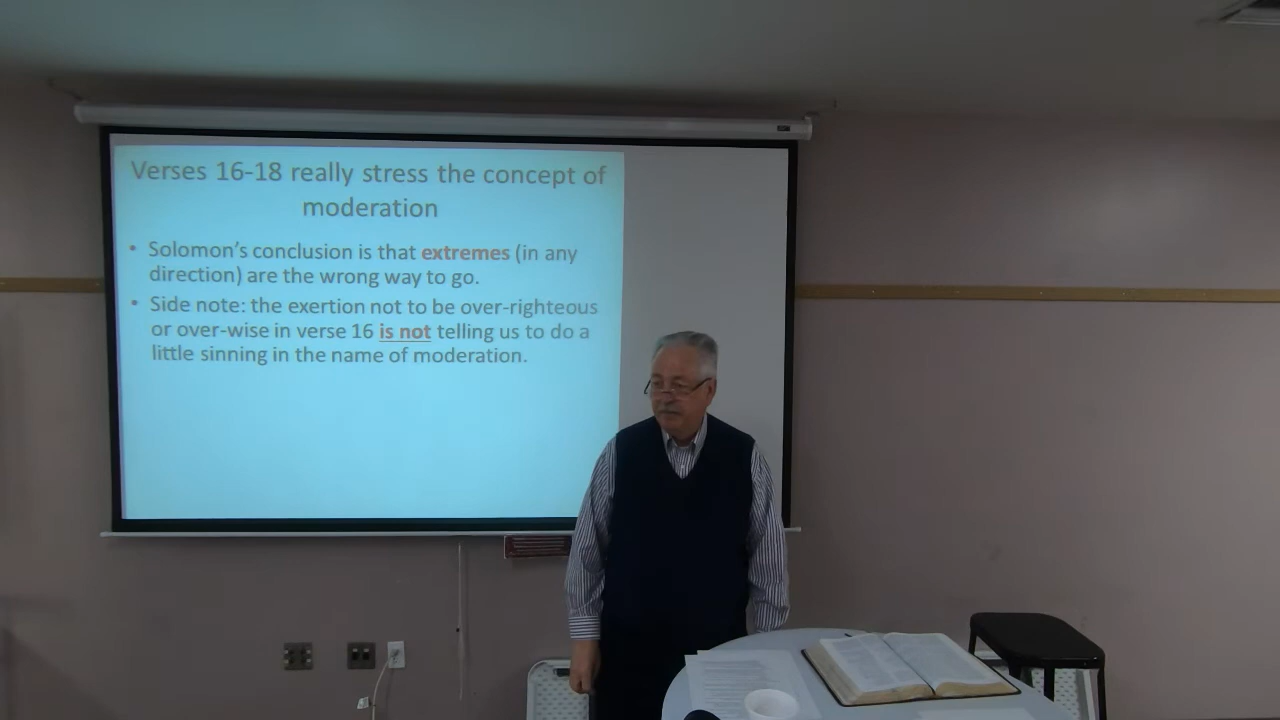 Verses 16-18 really stress the concept of
moderation
• Solomon's conclusion is that extremes (in any
direction) are the wrong way to go.
• Side note: the exertion not to be over-righteous
or over-wise in verse 16 is not telling us to do a
little sinning in the name of moderation.